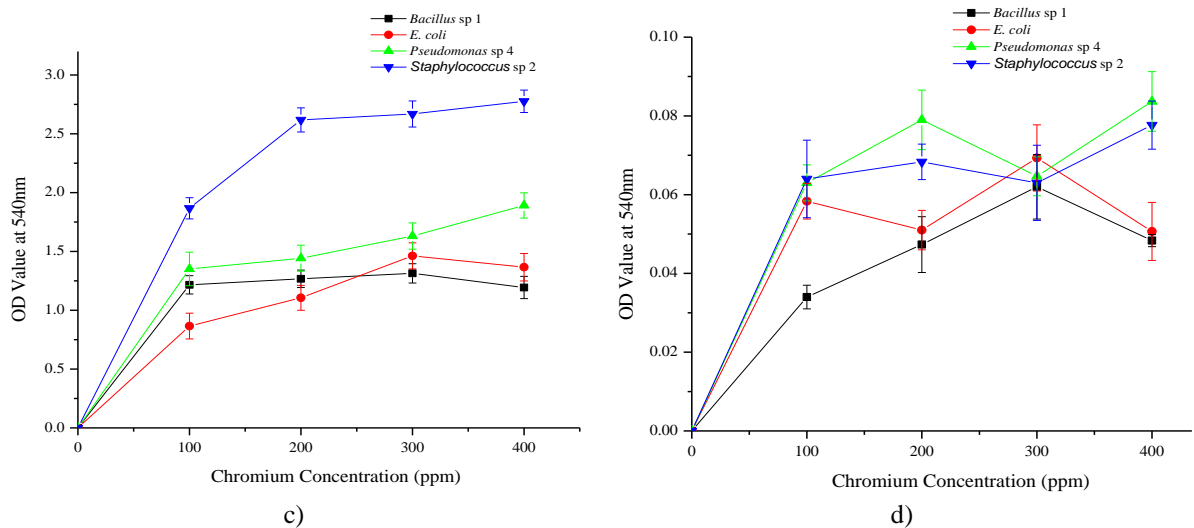 Bacillus sp 1
E. coli
Pseudomonas sp 4
Staphylococcus sp 2
3.0
2.5
2.0
1.5
1.0
0.5
0.0
OD Value at 540nm
0 100 200 300 400
Chromium Concentration (ppm)
c)
Bacillus sp 1
E. coli
Pseudomonas sp 4
Staphylococcus sp 2
0.10
0.08
0.06
0.04
0.02
0.00
OD Value at 540nm
0 100 200 300 400
Chromium Concentration (ppm)
d)